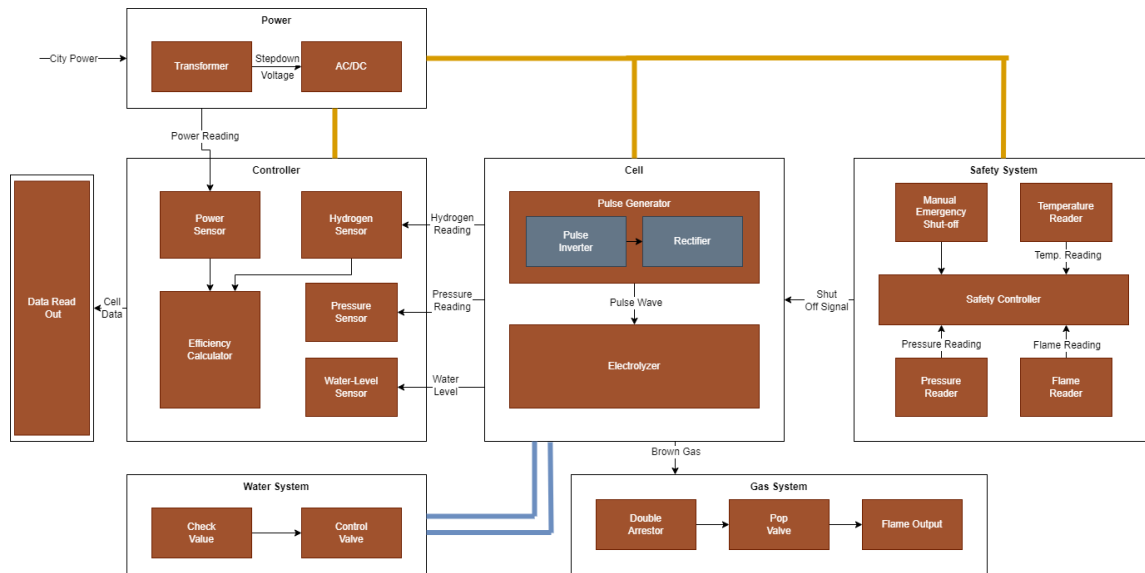 Power
City Power
Transformer
Stepdown
Voltage
AC/DC
Power Reading
Controller
Cell
Safety System
Data Read
Out
Cell
Data
Power
Sensor
Hydrogen
Sensor
Efficiency
Calculator
Pressure
Sensor
Water-Level
Sensor
Hydrogen
Reading
Pressure
Reading
Water
Level
Pulse Generator
Pulse
Inverter
Rectifier
Pulse Wave
Electrolyzer
Shut
Off Signal
Manual
Emergency
Shut-off
Temperature
Reader
Temp. Reading
Safety Controller
Pressure Reading
Flame Reading
Pressure
Reader
Flame
Reader
Brown Gas
Water System
Check
Value
Control
Valve
Gas System
Double
Arrestor
Pop
Valve
Flame Output